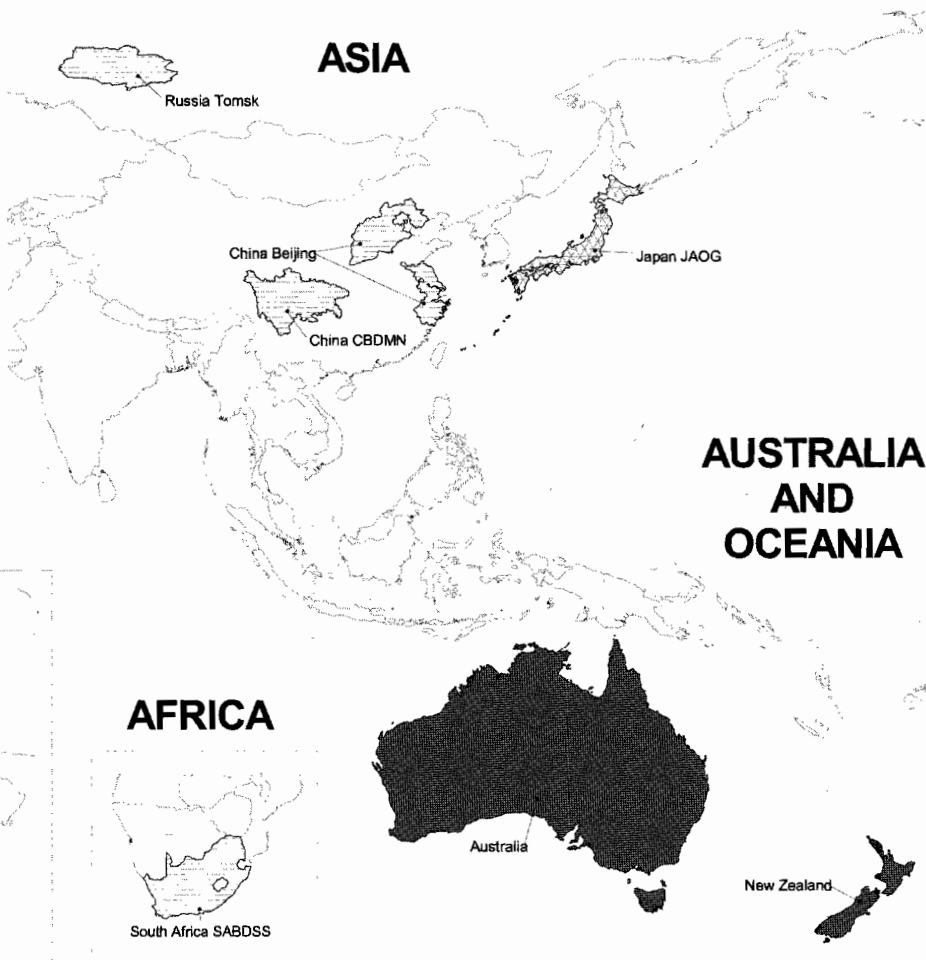 ASIA
Russia Tomsk
China Beijing
Japan JAOG
China CBDMN
AUSTRALIA
AND
OCEANIA
AFRICA
Australia
New Zealand
South Africa SABDSS